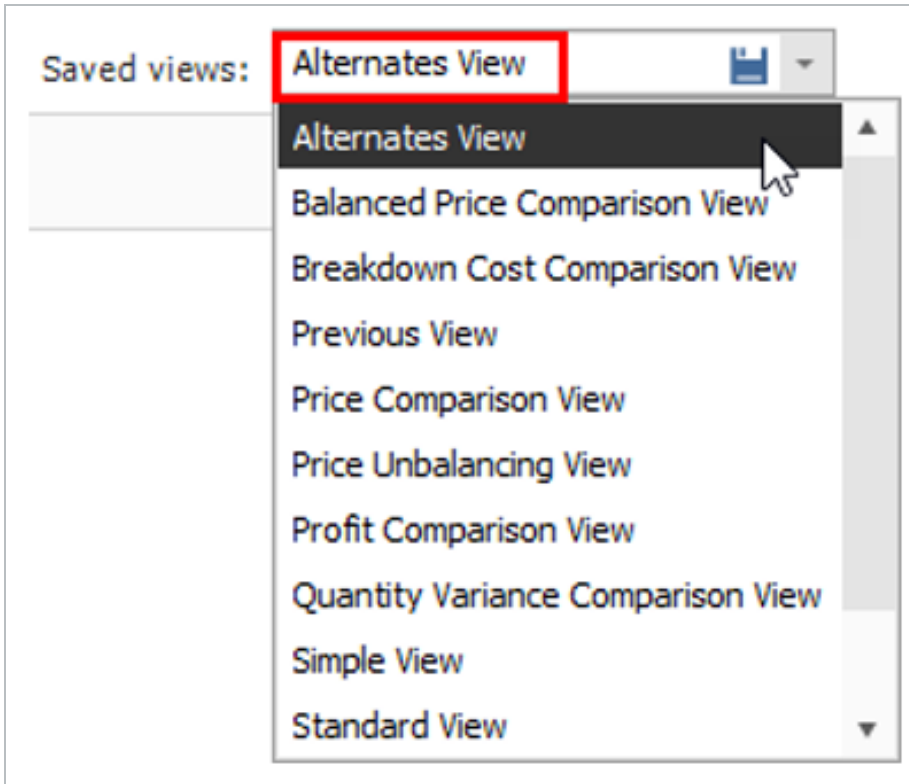 Saved views: Alternates View
Alternates View
Balanced Price Comparison View
Breakdown Cost Comparison View
Previous View
Price Comparison View
Price Unbalancing View
Profit Comparison View
Quantity Variance Comparison View
Simple View
Standard View